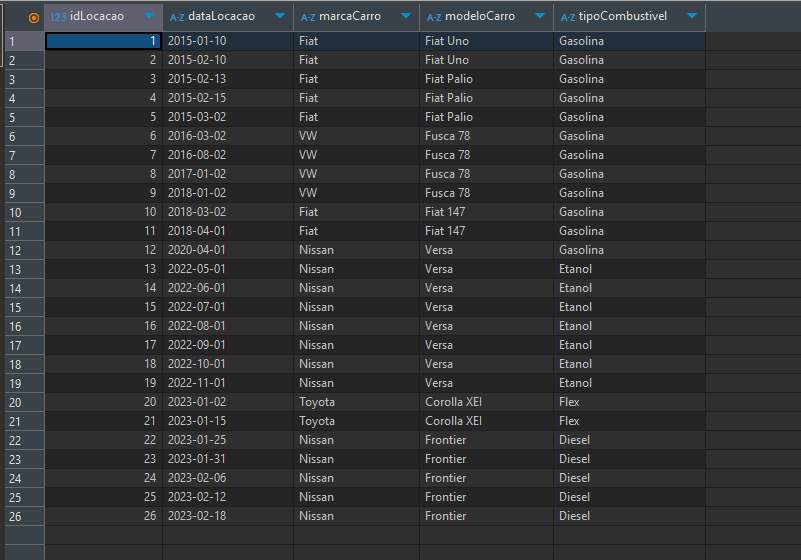 123 idLocacao A-Z dataLocacao A-Z marcaCarro A-Z modeloCarro A-Z tipoCombustivel
1 1 2015-01-10 Fiat Fiat Uno Gasolina
2 2 2015-02-10 Fiat Fiat Uno Gasolina
3 3 2015-02-13 Fiat Fiat Palio Gasolina
4 4 2015-02-15 Fiat Fiat Palio Gasolina
5 5 2015-03-02 Fiat Fiat Palio Gasolina
6 6 2016-03-02 VW Fusca 78 Gasolina
7 7 2016-08-02 VW Fusca 78 Gasolina
8 8 2017-01-02 VW Fusca 78 Gasolina
9 9 2018-01-02 VW Fusca 78 Gasolina
10 10 2018-03-02 Fiat Fiat 147 Gasolina
11 11 2018-04-01 Fiat Fiat 147 Gasolina
12 12 2020-04-01 Nissan Versa Gasolina
13 13 2022-05-01 Nissan Versa Etanol
14 14 2022-06-01 Nissan Versa Etanol
15 15 2022-07-01 Nissan Versa Etanol
16 16 2022-08-01 Nissan Versa Etanol
17 17 2022-09-01 Nissan Versa Etanol
18 18 2022-10-01 Nissan Versa Etanol
19 19 2022-11-01 Nissan Versa Etanol
20 20 2023-01-02 Toyota Corolla XEI Flex
21 21 2023-01-15 Toyota Corolla XEI Flex
22 22 2023-01-25 Nissan Frontier Diesel
23 23 2023-01-31 Nissan Frontier Diesel
24 24 2023-02-06 Nissan Frontier Diesel
25 25 2023-02-12 Nissan Frontier Diesel
26 26 2023-02-18 Nissan Frontier Diesel